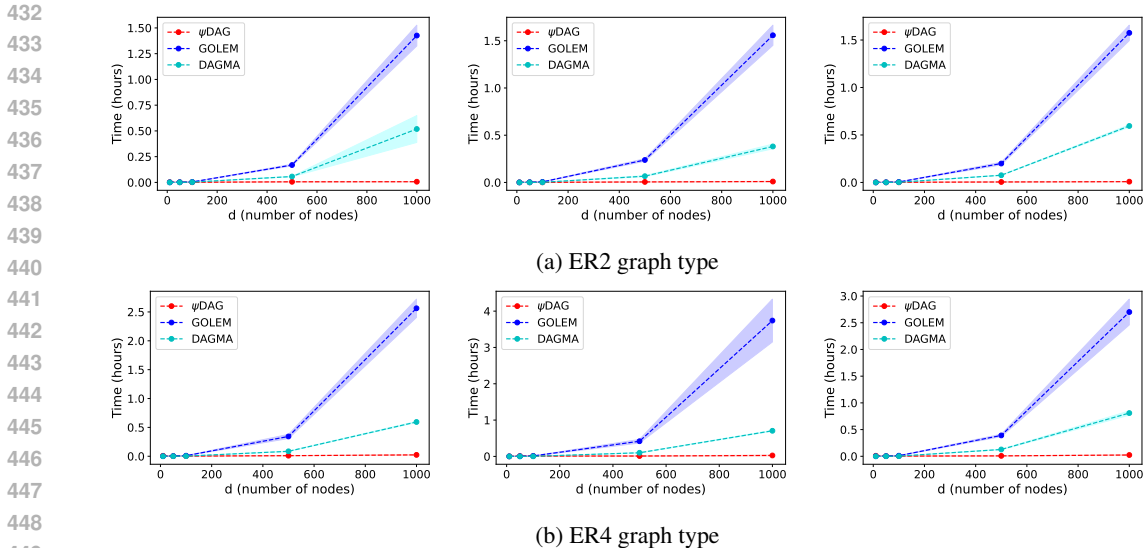 432
433
434
435
436
437
438
439
440
441
442
443
444
445
446
447
448
Time (hours)
1.50
1.25
1.00
0.75
0.50
0.25
0.00
ψDAG
GOLEM
DAGMA
0 200 400 600 800 1000
d (number of nodes)
Time (hours)
1.5
1.0
0.5
0.0
ψDAG
GOLEM
DAGMA
0 200 400 600 800 1000
d (number of nodes)
Time (hours)
1.5
1.0
0.5
0.0
ψDAG
GOLEM
DAGMA
0 200 400 600 800 1000
d (number of nodes)
(a) ER2 graph type
Time (hours)
2.5
2.0
1.5
1.0
0.5
0.0
ψDAG
GOLEM
DAGMA
0 200 400 600 800 1000
d (number of nodes)
Time (hours)
4
3
2
1
0
ψDAG
GOLEM
DAGMA
0 200 400 600 800 1000
d (number of nodes)
Time (hours)
3.0
2.5
2.0
1.5
1.0
0.5
0.0
ψDAG
GOLEM
DAGMA
0 200 400 600 800 1000
d (number of nodes)
(b) ER4 graph type